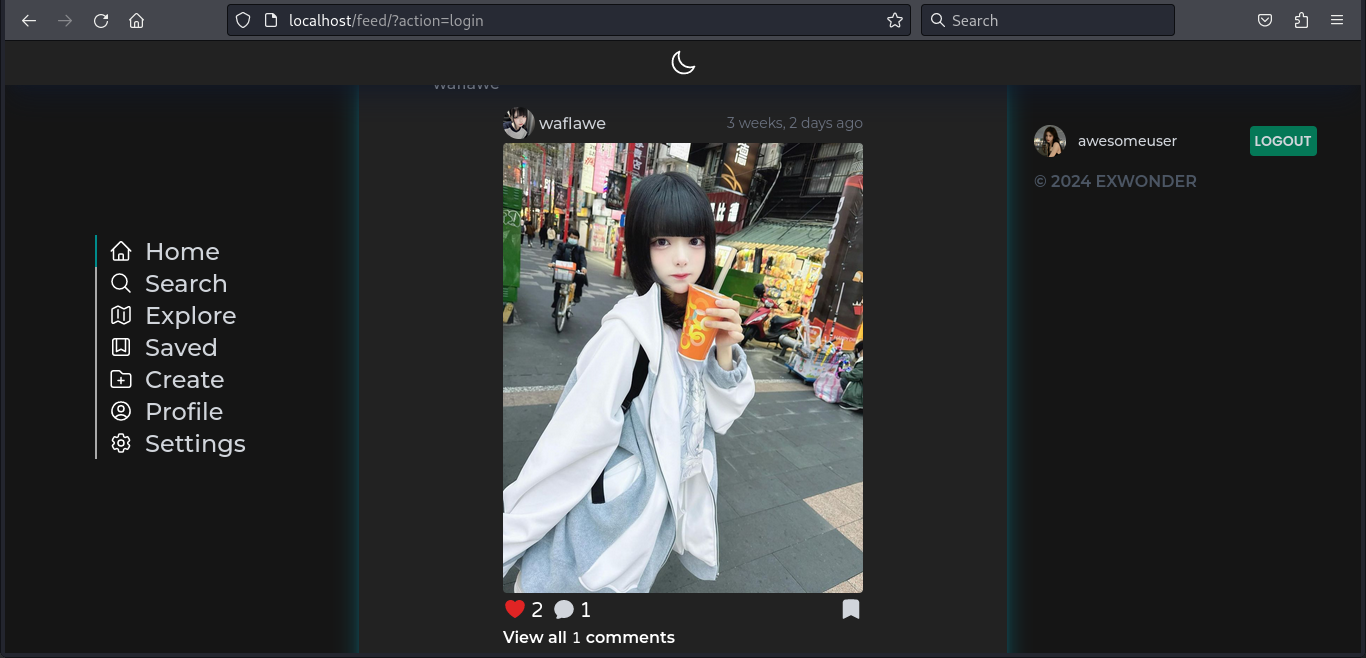 localhost/feed/?action=login
Search
waflawe
waflawe
3 weeks, 2 days ago
awesomeuser
LOGOUT
© 2024 EXWONDER
Home
Search
Explore
Saved
Create
Profile
Settings
2
1
View all 1 comments